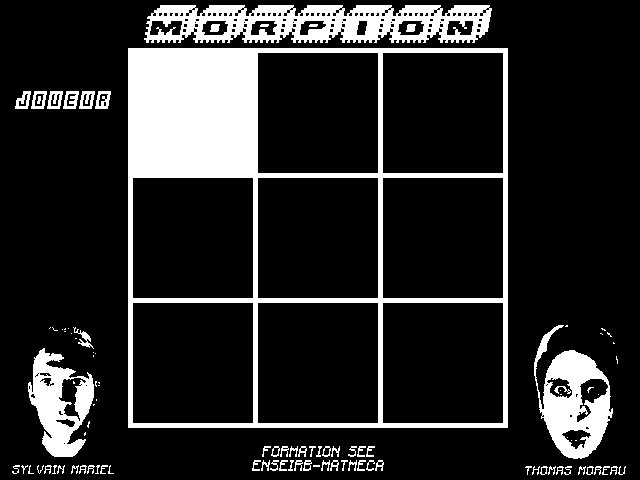 MORPION
JOUEUR
FORMATION SEE
ENSEIRB-MATMECA
SYLVAIN MARIEL
THOMAS MOREAU